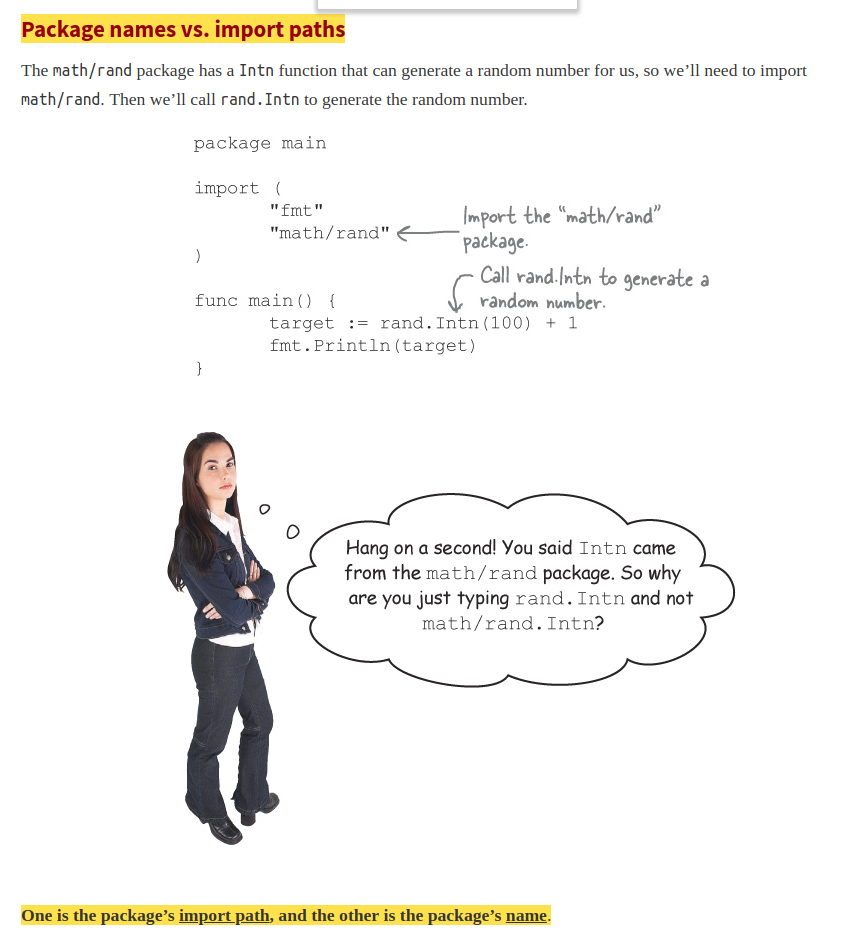 Package names vs. import paths
The math/rand package has a Intn function that can generate a random number for us, so we’ll need to import
math/rand. Then we’ll call rand.Intn to generate the random number.
package main
import (
"fmt"
"math/rand"
Import the “math/rand”
package.
)
Call rand.Intn to generate a
random number.
func main() {
target := rand.Intn(100) + 1
fmt.Println(target)
}
Hang on a second! You said Intn came
from the math/rand package. So why
are you just typing rand.Intn and not
math/rand.Intn?
One is the package’s import path, and the other is the package’s name.